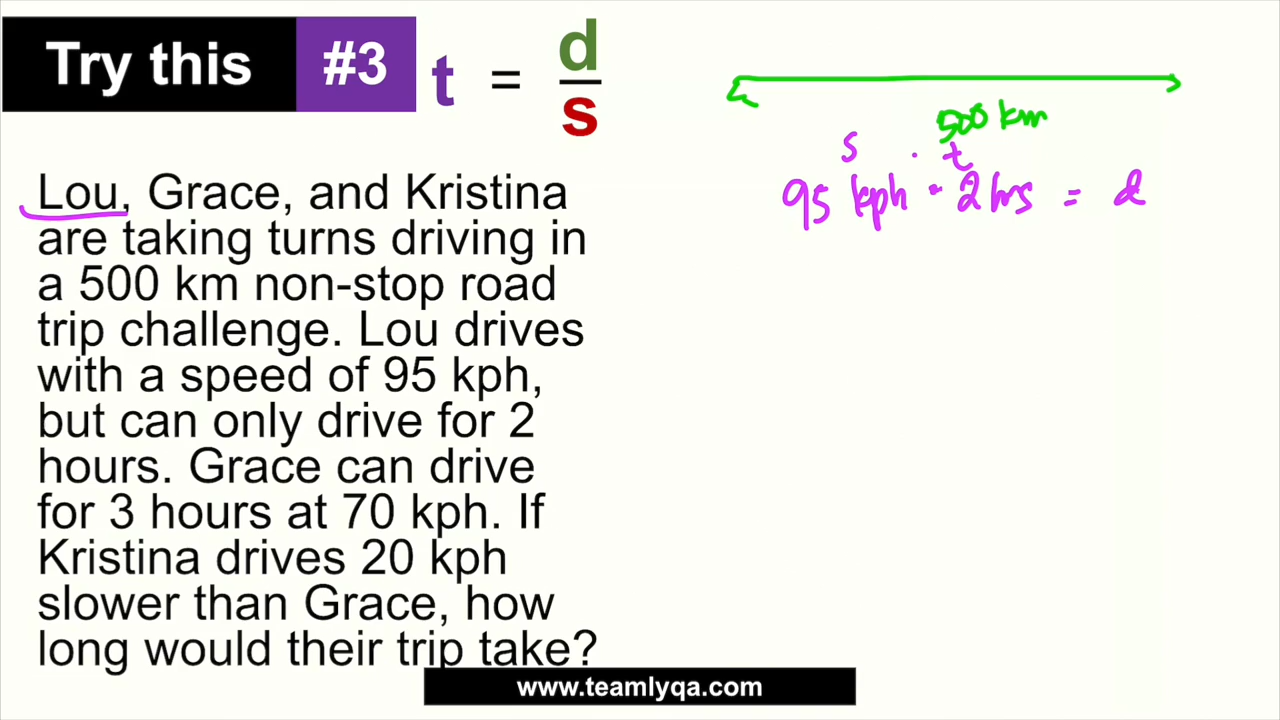 Try this #3
t = d/s
500 km
s · t
95 kph · 2 hrs = d
Lou, Grace, and Kristina
are taking turns driving in
a 500 km non-stop road
trip challenge. Lou drives
with a speed of 95 kph,
but can only drive for 2
hours. Grace can drive
for 3 hours at 70 kph. If
Kristina drives 20 kph
slower than Grace, how
long would their trip take?
www.teamlyqa.com